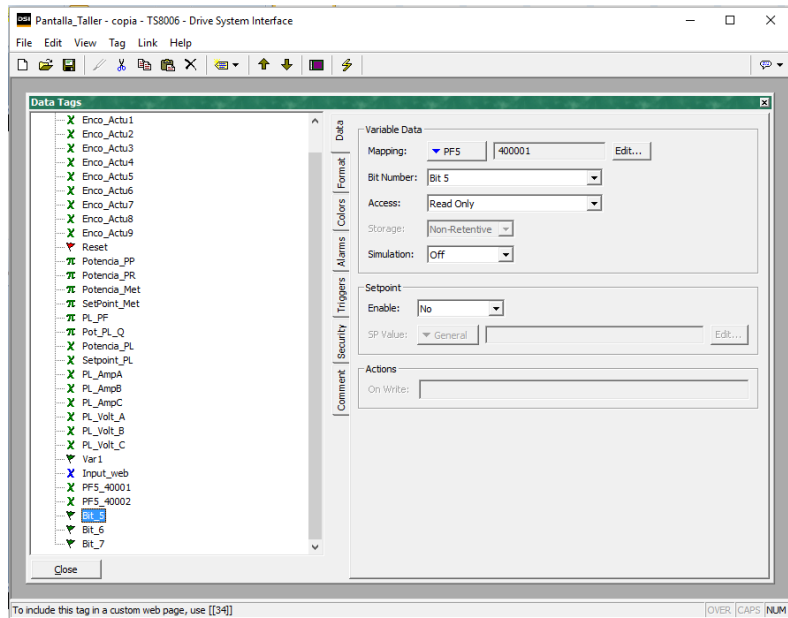 DSI Pantalla_Taller - copia - TS8006 - Drive System Interface
File Edit View Tag Link Help
Data Tags
Enco_Actu1
Enco_Actu2
Enco_Actu3
Enco_Actu4
Enco_Actu5
Enco_Actu6
Enco_Actu7
Enco_Actu8
Enco_Actu9
Reset
Potencia_PP
Potencia_PR
Potencia_Met
SetPoint_Met
PL_PF
Pot_PL_Q
Potencia_PL
Setpoint_PL
PL_AmpA
PL_AmpB
PL_AmpC
PL_Volt_A
PL_Volt_B
PL_Volt_C
Var1
Input_web
PF5_40001
PF5_40002
Bit_5
Bit_6
Bit_7
Close
Data
Format
Colors
Alarms
Triggers
Security
Comment
Variable Data
Mapping: PF5 400001 Edit...
Bit Number: Bit 5
Access: Read Only
Storage: Non-Retentive
Simulation: Off
Setpoint
Enable: No
SP Value: General Edit...
Actions
On Write:
To include this tag in a custom web page, use [[34]]
OVER CAPS NUM